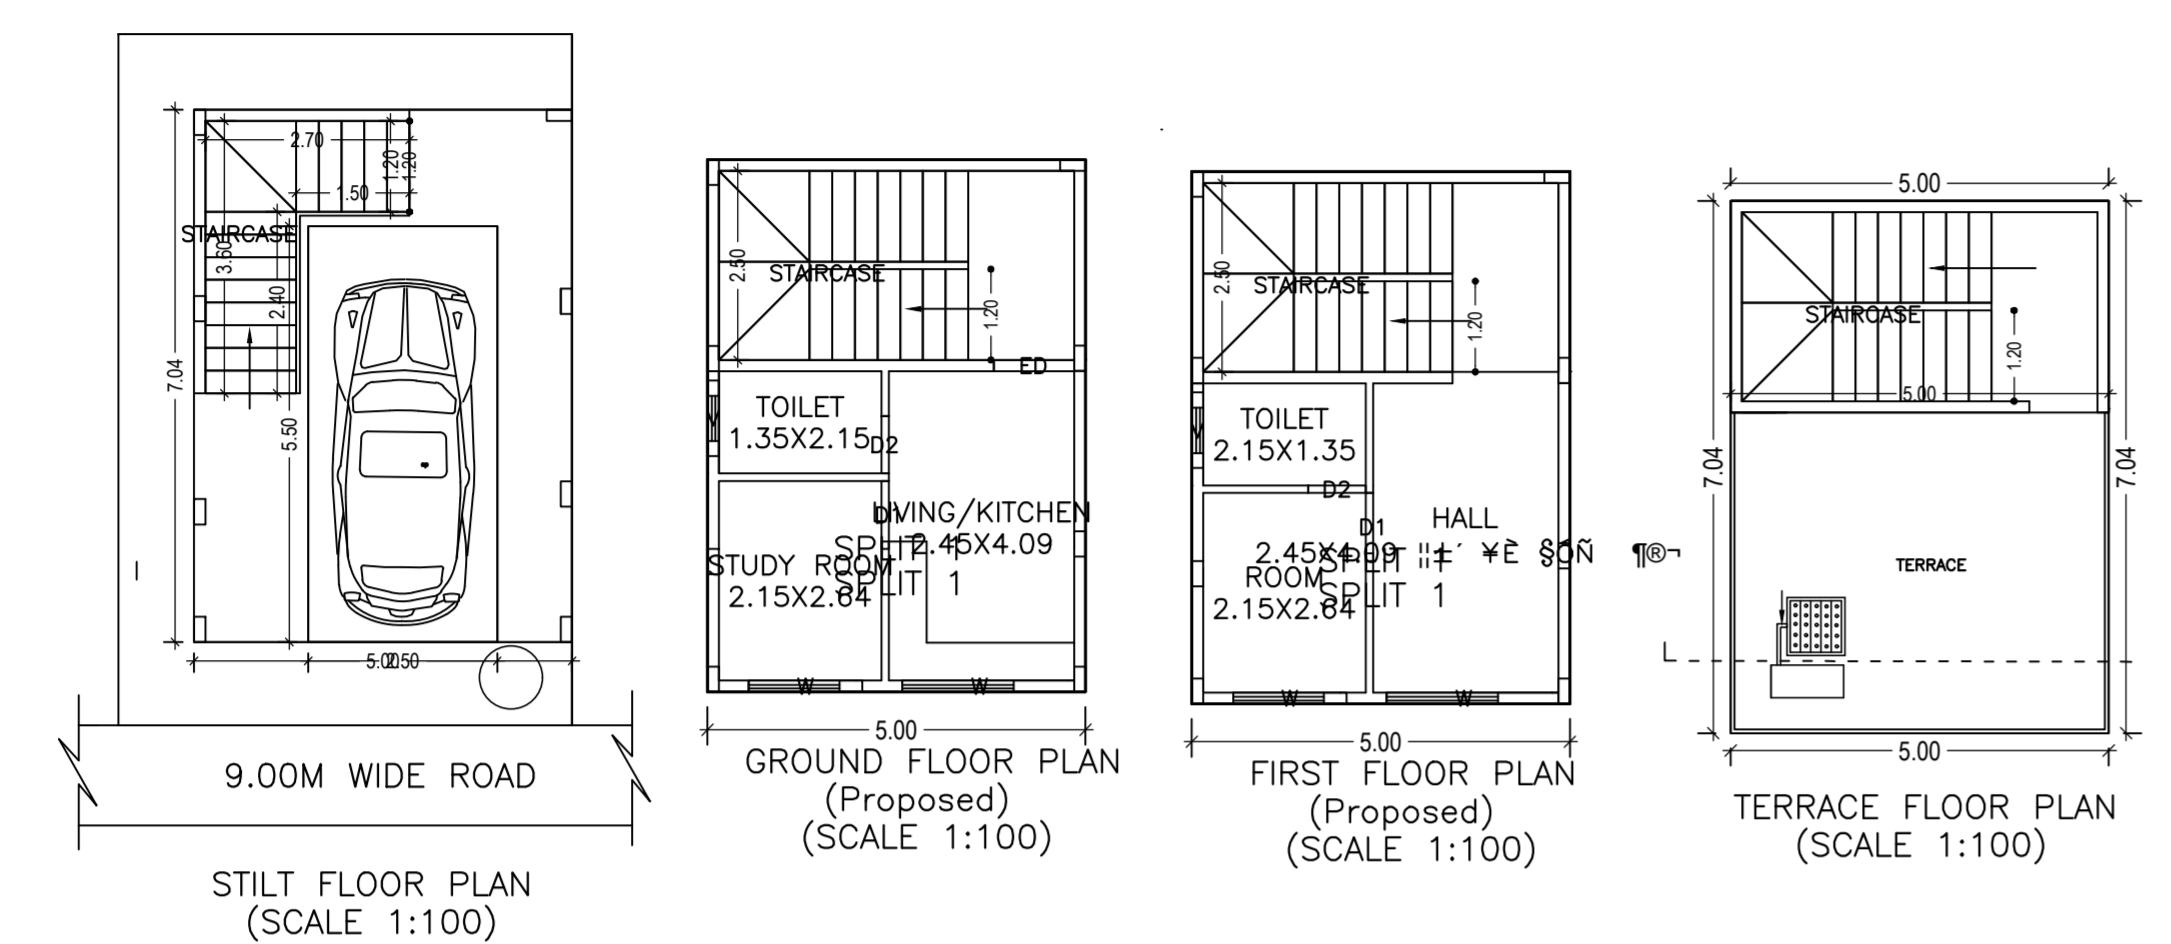 2.70
1.20
1.20
1.50
STAIRCASE
3.60
2.40
7.04
5.50
5.00
2.50
9.00M WIDE ROAD
STILT FLOOR PLAN
(SCALE 1:100)
2.50
STAIRCASE
1.20
ED
TOILET
1.35X2.15
D2
V
LIVING/KITCHEN
2.45X4.09
D1
SPLIT 1
STUDY ROOM
2.15X2.64
SPLIT 1
W
W
5.00
GROUND FLOOR PLAN
(Proposed)
(SCALE 1:100)
2.50
STAIRCASE
1.20
TOILET
2.15X1.35
V
D2
D1
HALL
2.45X4.09
SPLIT 1
ROOM
2.15X2.64
SPLIT 1
W
W
5.00
FIRST FLOOR PLAN
(Proposed)
(SCALE 1:100)
5.00
STAIRCASE
1.20
5.00
7.04
7.04
TERRACE
5.00
TERRACE FLOOR PLAN
(SCALE 1:100)